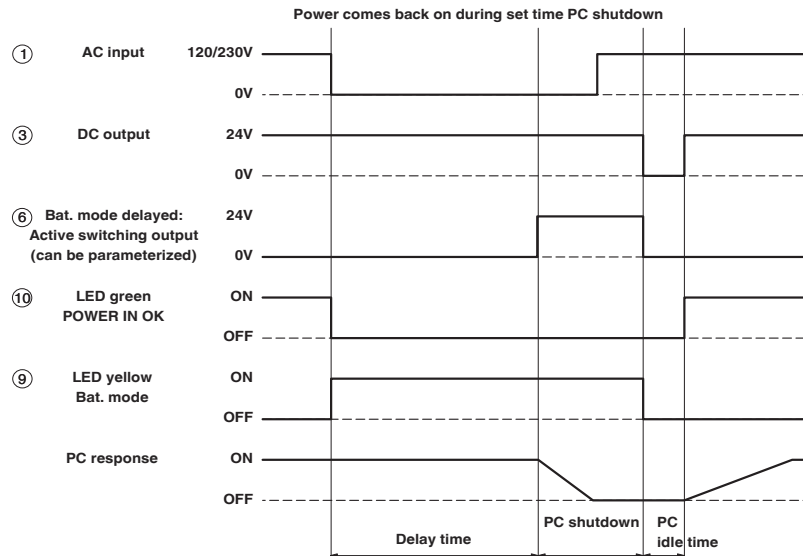 Power comes back on during set time PC shutdown
1 AC input 120/230V
0V
3 DC output 24V
0V
6 Bat. mode delayed: 24V
Active switching output
(can be parameterized) 0V
10 LED green ON
POWER IN OK
OFF
9 LED yellow ON
Bat. mode
OFF
PC response ON
OFF
Delay time PC shutdown PC
idle time